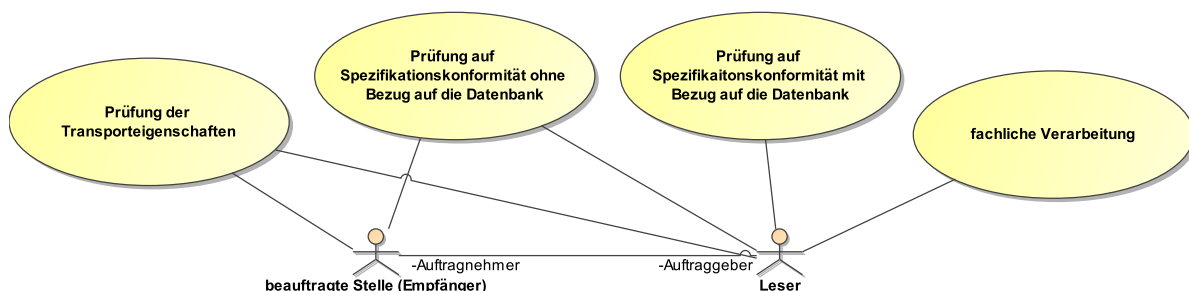 Prüfung der
Transporteigenschaften
Prüfung auf
Spezifikationskonformität ohne
Bezug auf die Datenbank
Prüfung auf
Spezifikaitonskonformität mit
Bezug auf die Datenbank
fachliche Verarbeitung
-Auftragnehmer
-Auftraggeber
beauftragte Stelle (Empfänger)
Leser